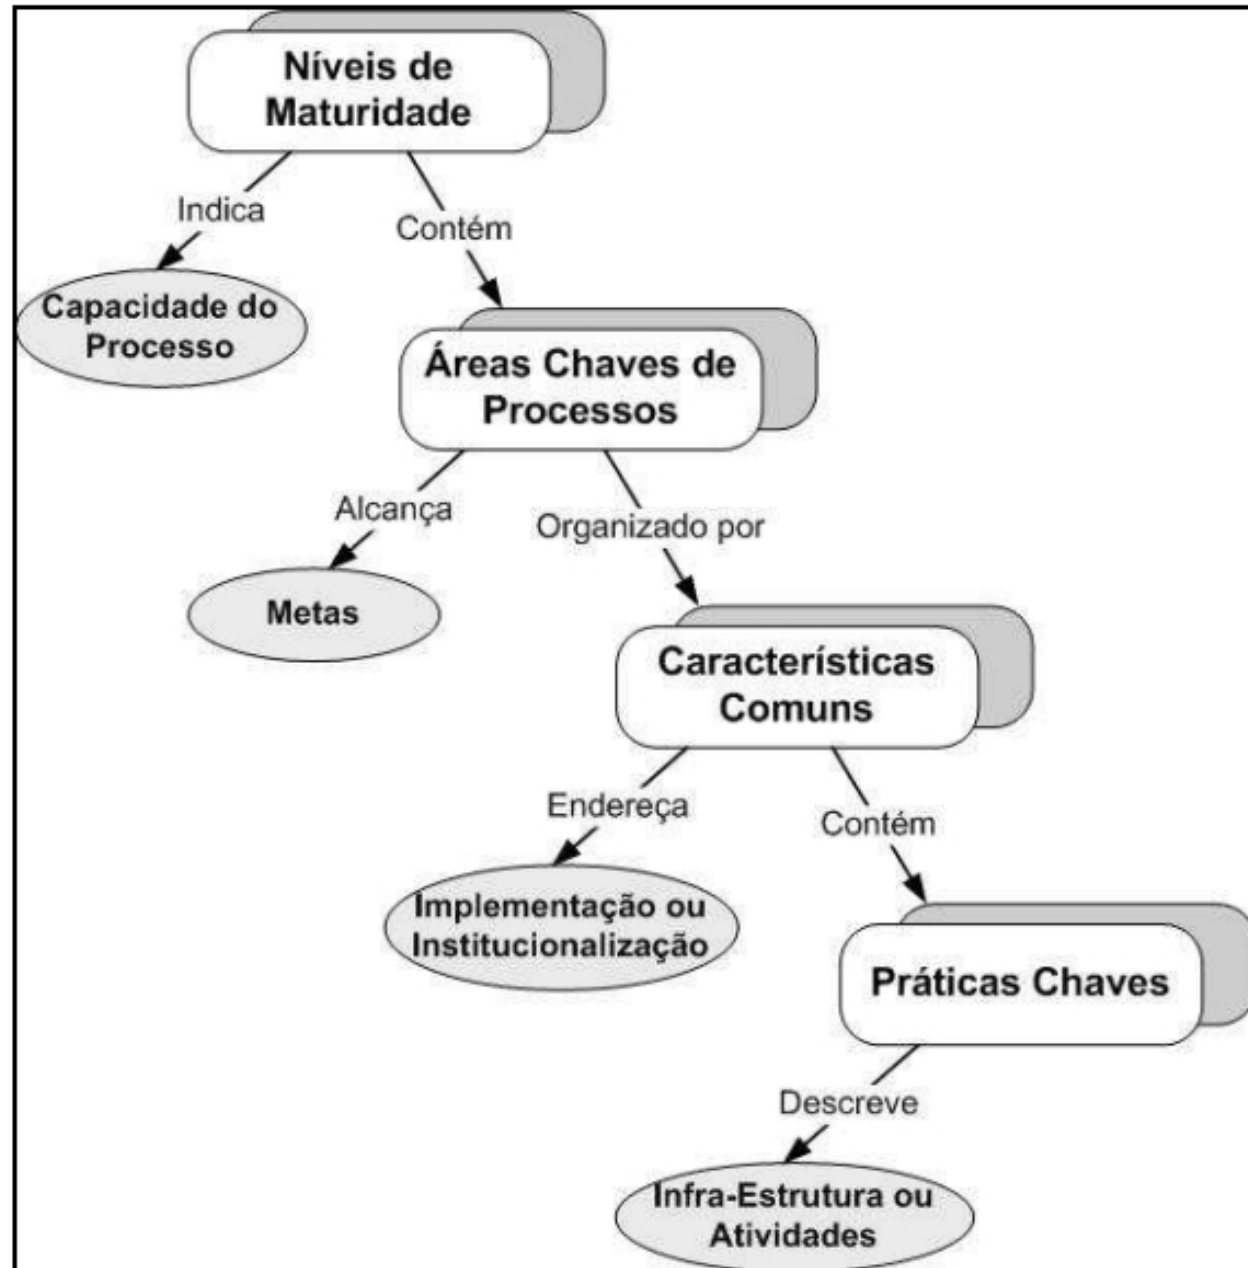 Níveis de
Maturidade
Indica
Contém
Capacidade do
Processo
Áreas Chaves de
Processos
Alcança
Organizado por
Metas
Características
Comuns
Endereça
Contém
Implementação ou
Institucionalização
Práticas Chaves
Descreve
Infra-Estrutura ou
Atividades